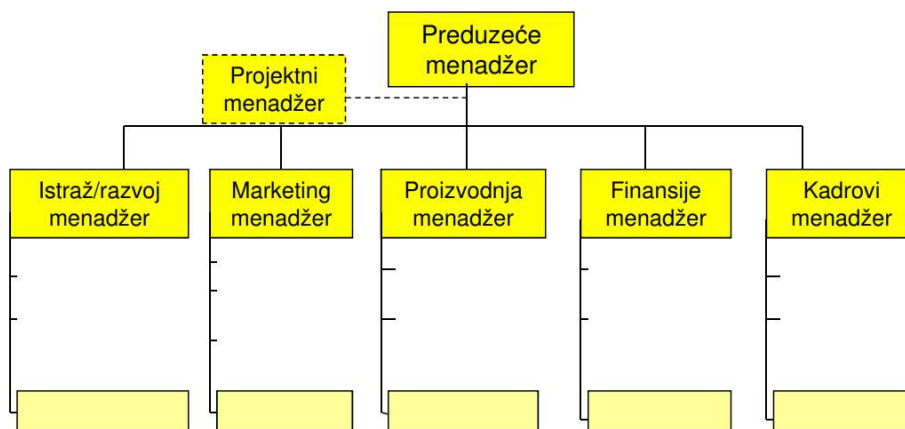 Preduzeće
menadžer
Projektni
menadžer
Istraž/razvoj
menadžer
Marketing
menadžer
Proizvodnja
menadžer
Finansije
menadžer
Kadrovi
menadžer